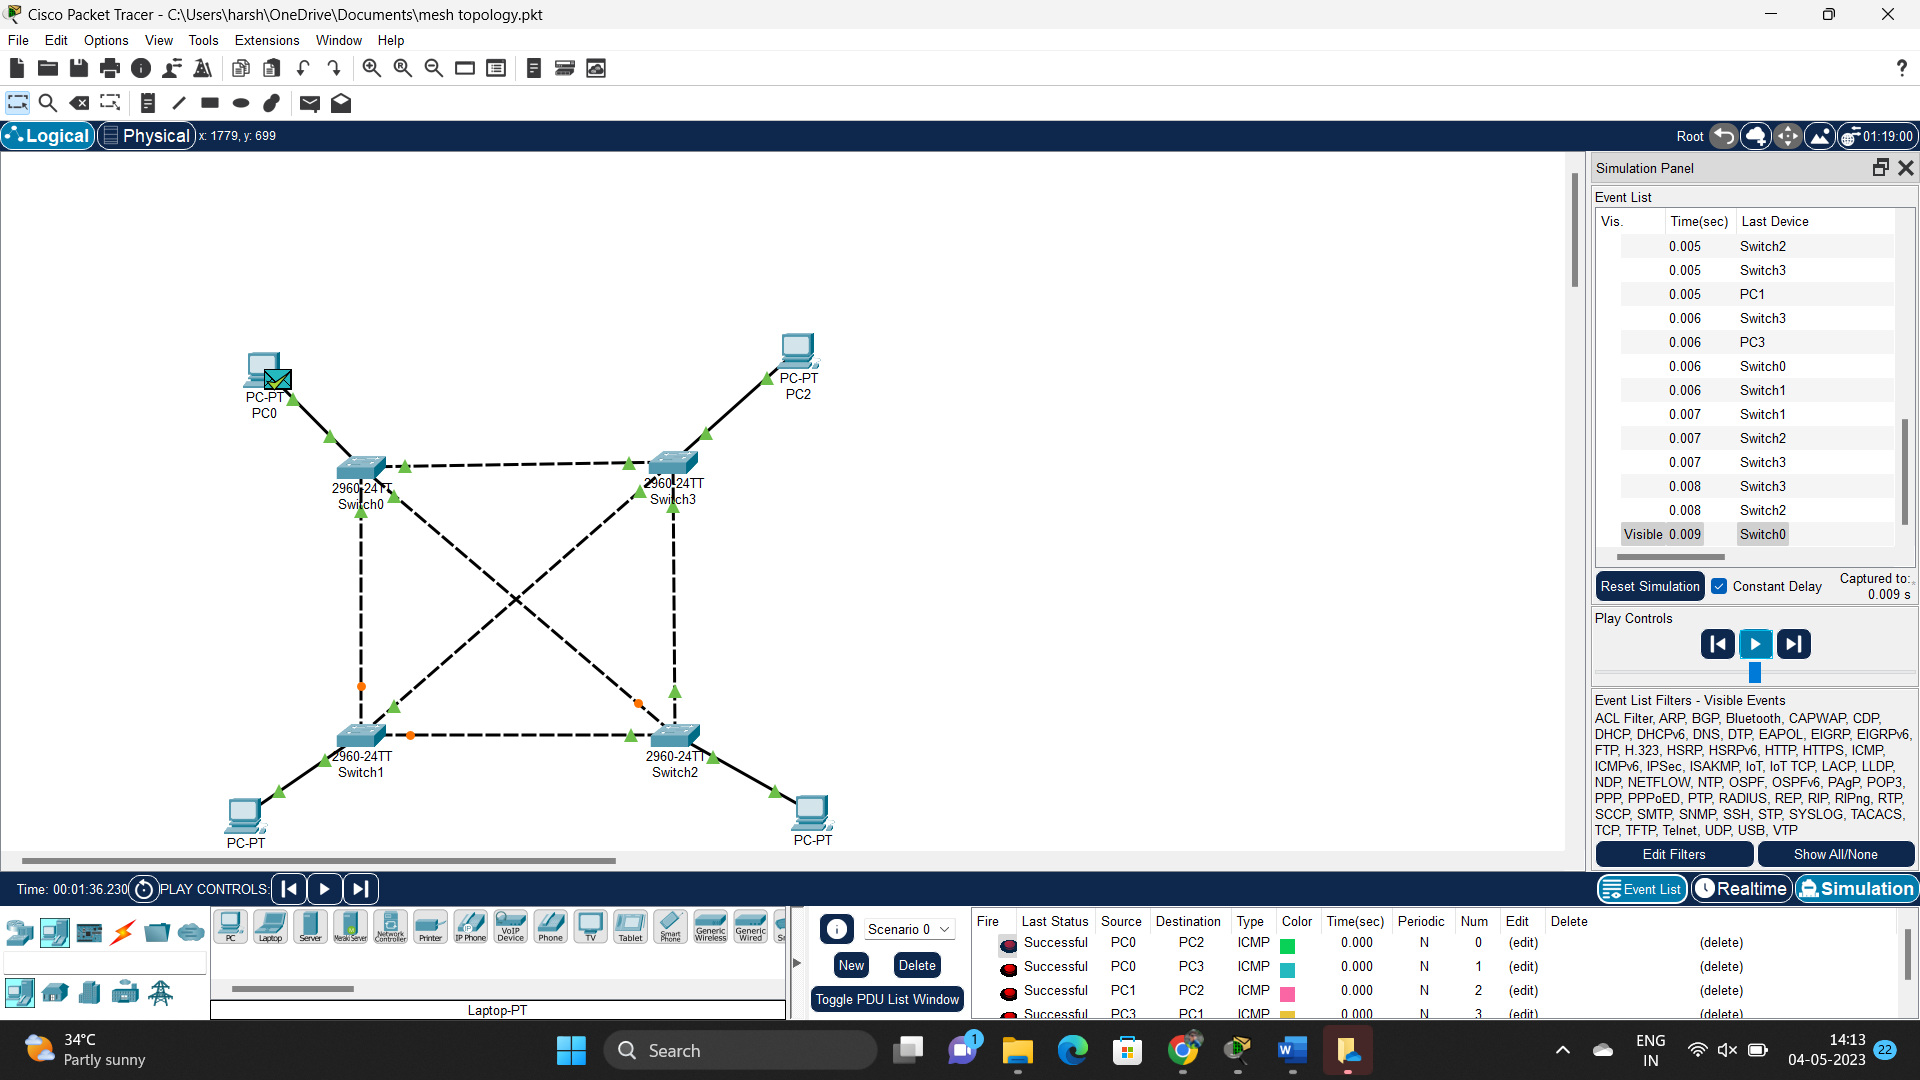 Cisco Packet Tracer - C:\Users\harsh\OneDrive\Documents\mesh topology.pkt
File Edit Options View Tools Extensions Window Help
Logical Physical x: 1779, y: 699
Root 01:19:00
Simulation Panel
Event List
Vis. Time(sec) Last Device
0.005 Switch2
0.005 Switch3
0.005 PC1
0.006 Switch3
0.006 PC3
0.006 Switch0
0.006 Switch1
0.007 Switch1
0.007 Switch2
0.007 Switch3
0.008 Switch3
0.008 Switch2
Visible 0.009 Switch0
Reset Simulation Constant Delay Captured to:
0.009 s
Play Controls
Event List Filters - Visible Events
ACL Filter, ARP, BGP, Bluetooth, CAPWAP, CDP,
DHCP, DHCPv6, DNS, DTP, EAPOL, EIGRP, EIGRPv6,
FTP, H.323, HSRP, HSRPv6, HTTP, HTTPS, ICMP,
ICMPv6, IPSec, ISAKMP, IoT, IoT TCP, LACP, LLDP,
NDP, NETFLOW, NTP, OSPF, OSPFv6, PAgP, POP3,
PPP, PPPoED, PTP, RADIUS, REP, RIP, RIPng, RTP,
SCCP, SMTP, SNMP, SSH, STP, SYSLOG, TACACS,
TCP, TFTP, Telnet, UDP, USB, VTP
Edit Filters Show All/None
PC-PT
PC0
PC-PT
PC2
2960-24TT
Switch0
2960-24TT
Switch3
2960-24TT
Switch1
2960-24TT
Switch2
PC-PT
PC-PT
Time: 00:01:36.230 PLAY CONTROLS:
Event List Realtime Simulation
PC Laptop Server Meraki Server Network Controller Printer IP Phone VoIP Device Phone TV Tablet Smart Phone Generic Wireless Generic Wired
Laptop-PT
Scenario 0
New Delete
Toggle PDU List Window
Fire Last Status Source Destination Type Color Time(sec) Periodic Num Edit Delete
Successful PC0 PC2 ICMP 0.000 N 0 (edit) (delete)
Successful PC0 PC3 ICMP 0.000 N 1 (edit) (delete)
Successful PC1 PC2 ICMP 0.000 N 2 (edit) (delete)
Successful PC3 PC1 ICMP 0.000 N 3 (edit) (delete)
34°C
Partly sunny
Search
1
ENG
IN
14:13
04-05-2023
22